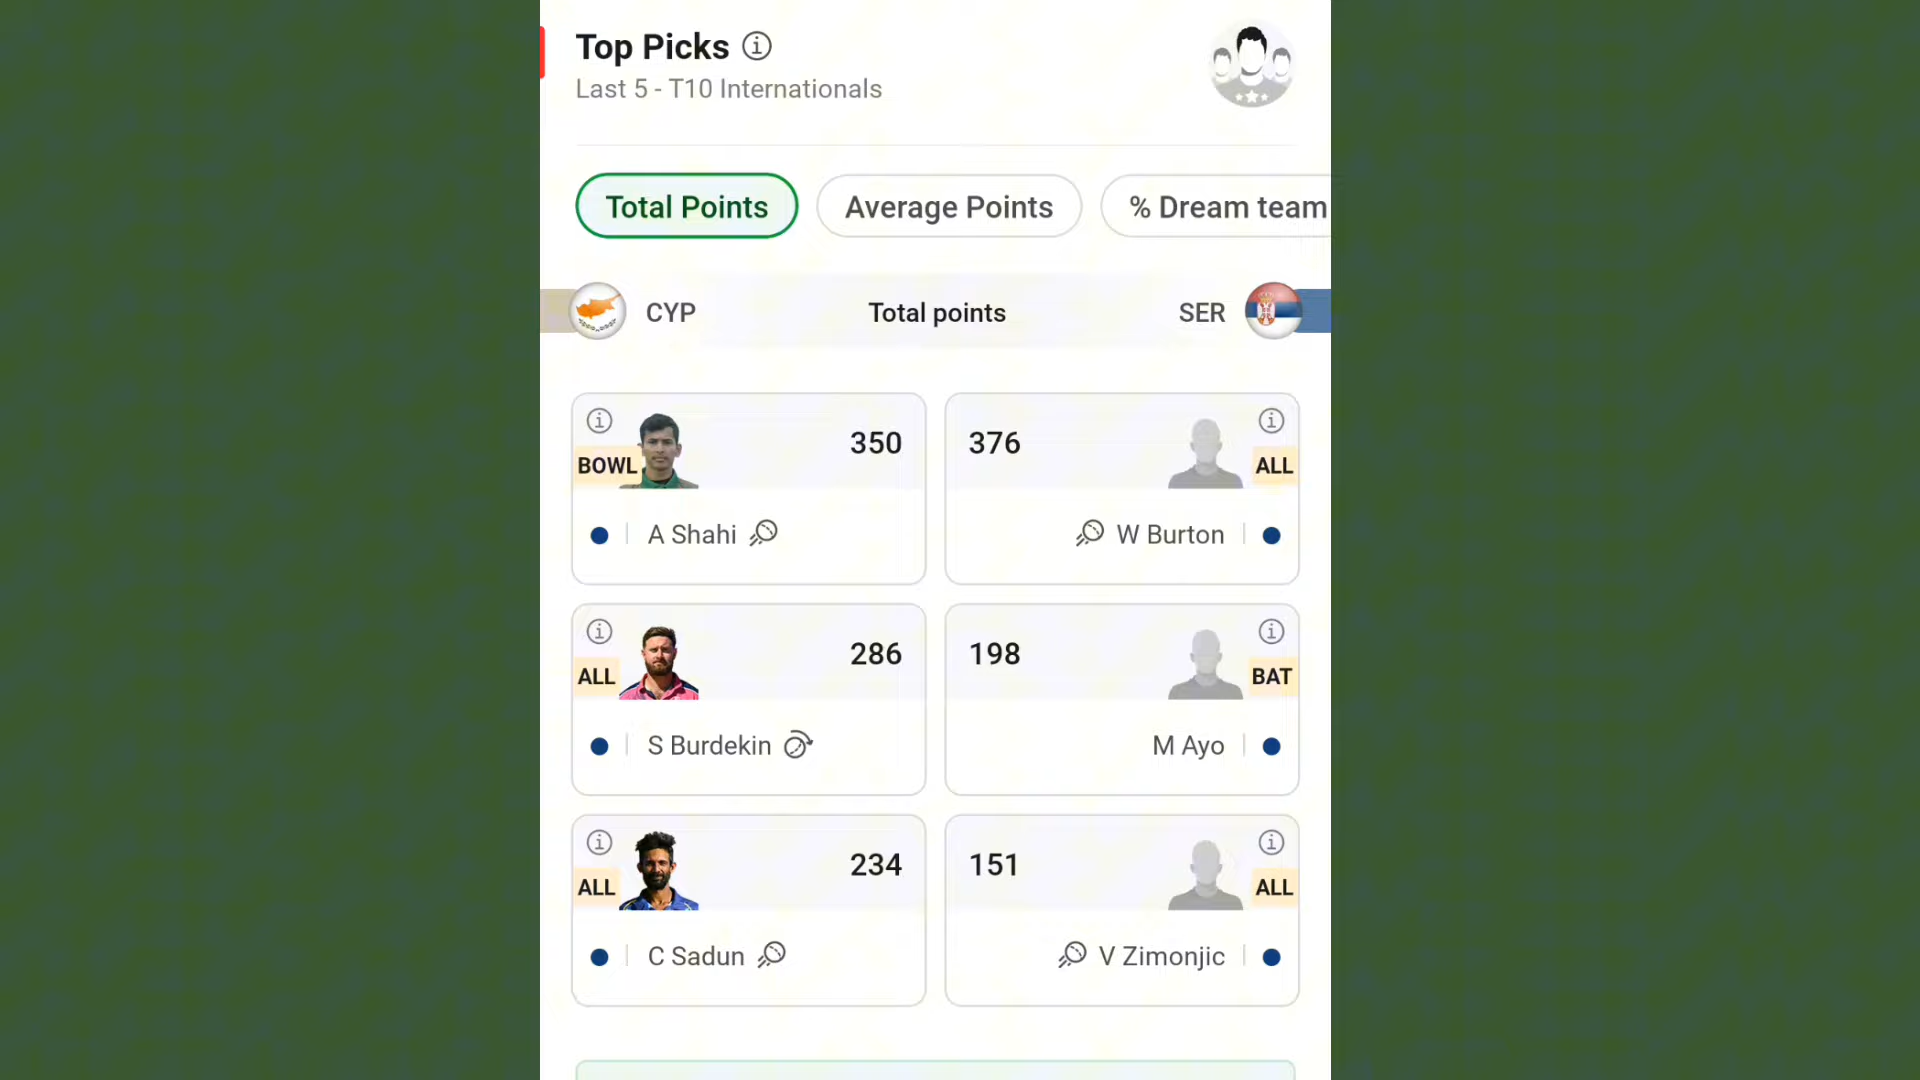 Top Picks
Last 5 - T10 Internationals
Total Points
Average Points
% Dream team
CYP
Total points
SER
BOWL
350
A Shahi
376
ALL
W Burton
ALL
286
S Burdekin
198
BAT
M Ayo
ALL
234
C Sadun
151
ALL
V Zimonjic